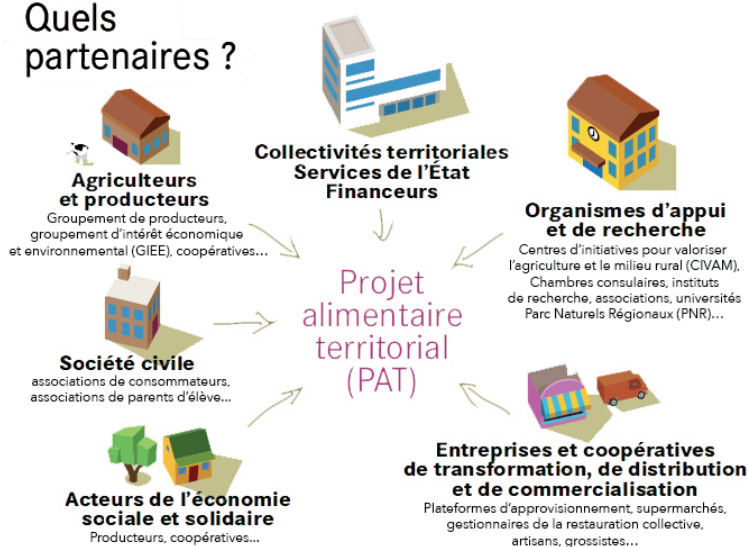 Quels
partenaires ?
Agriculteurs
et producteurs
Groupement de producteurs,
groupement d'intérêt économique
et environnemental (GIEE), coopératives...
Collectivités territoriales
Services de l'État
Financeurs
Organismes d'appui
et de recherche
Centres d'initiatives pour valoriser
l'agriculture et le milieu rural (CIVAM),
Chambres consulaires, instituts
de recherche, associations, universités
Parc Naturels Régionaux (PNR)...
Projet
alimentaire
territorial
(PAT)
Société civile
associations de consommateurs,
associations de parents d'élève...
Acteurs de l'économie
sociale et solidaire
Producteurs, coopératives...
Entreprises et coopératives
de transformation, de distribution
et de commercialisation
Plateformes d'approvisionnement, supermarchés,
gestionnaires de la restauration collective,
artisans, grossistes...